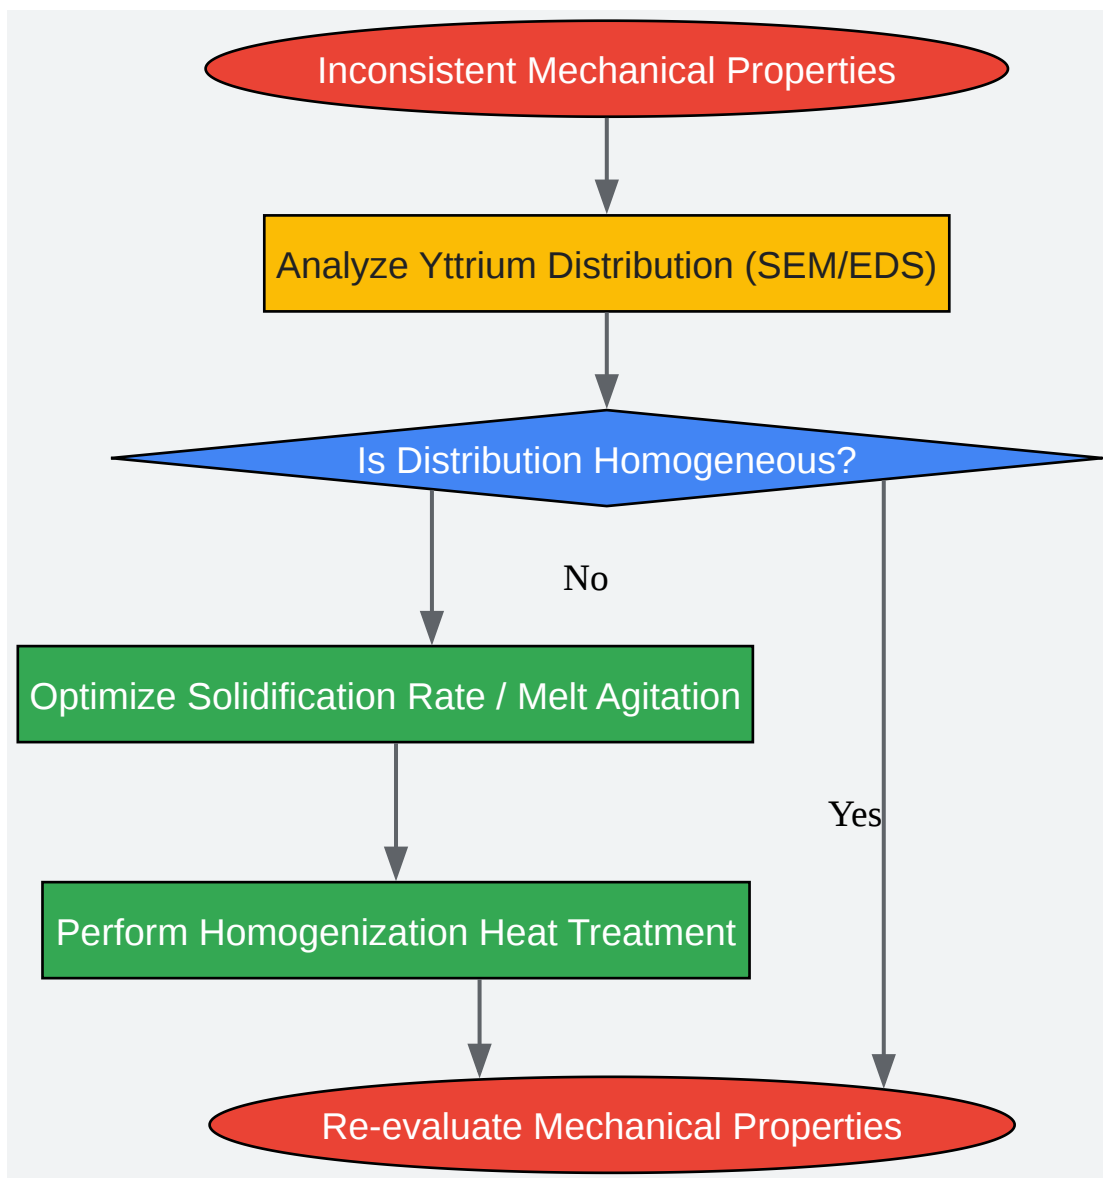 Inconsistent Mechanical Properties
Analyze Yttrium Distribution (SEM/EDS)
Is Distribution Homogeneous?
No
Optimize Solidification Rate / Melt Agitation
Yes
Perform Homogenization Heat Treatment
Re-evaluate Mechanical Properties